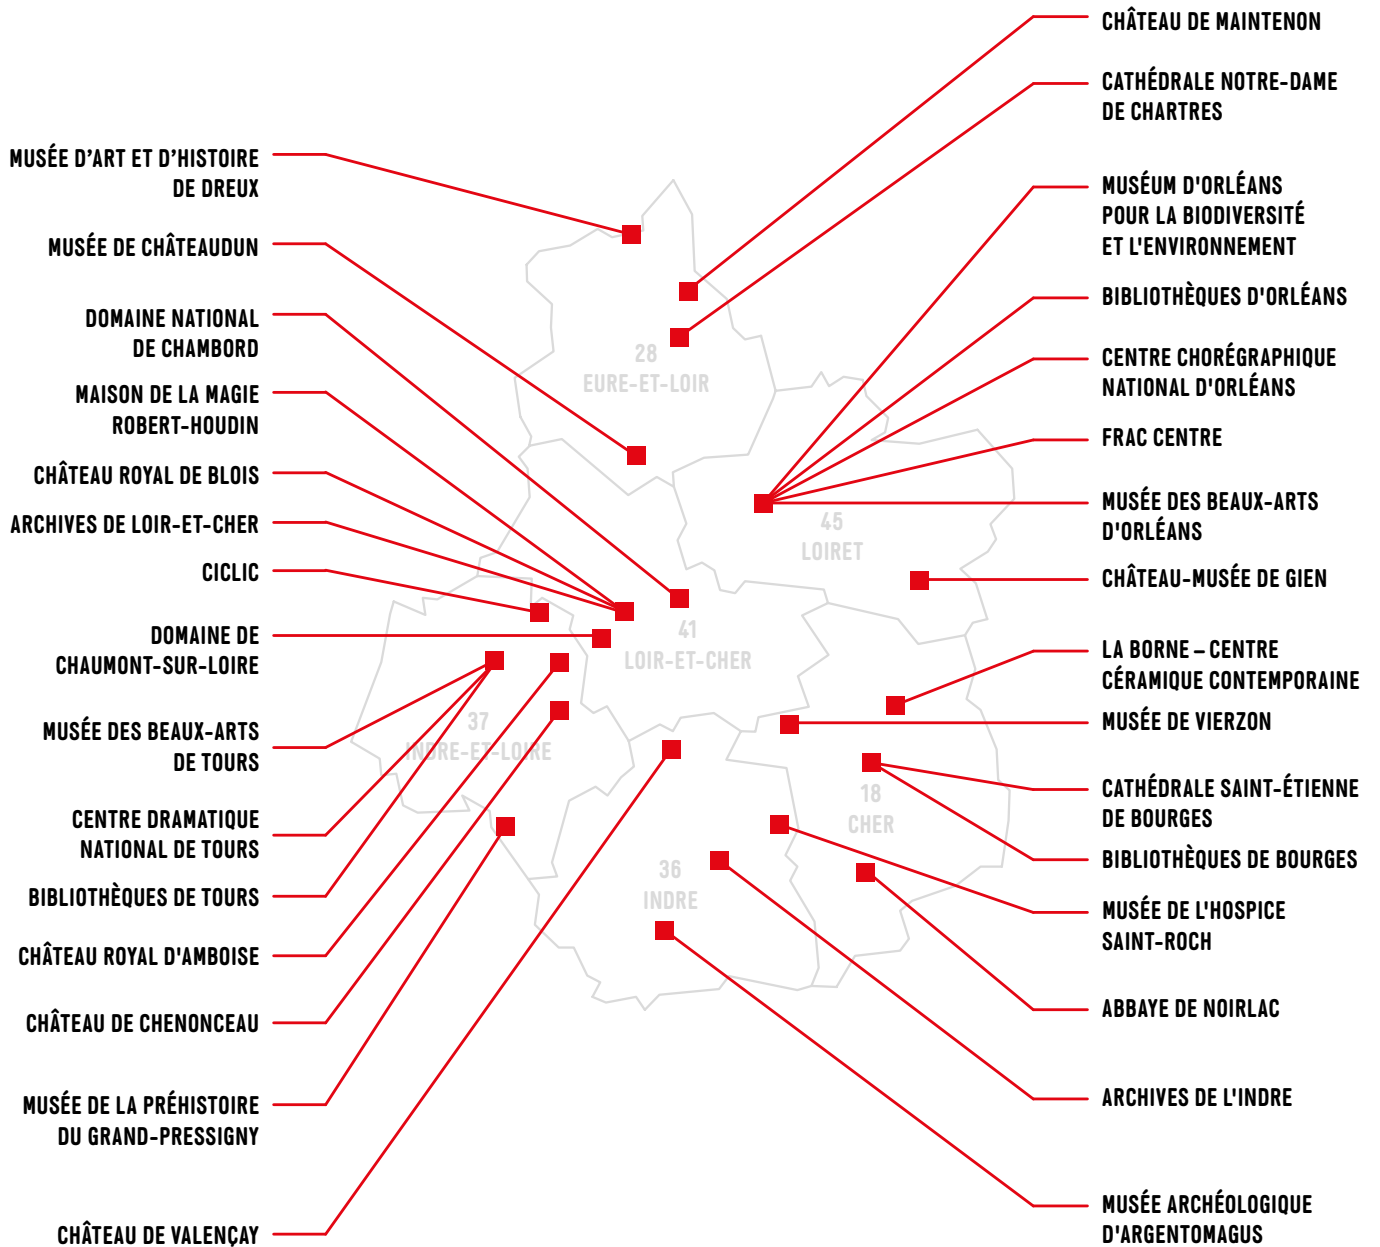 MUSÉE D’ART ET D’HISTOIRE
DE DREUX
MUSÉE DE CHÂTEAUDUN
DOMAINE NATIONAL
DE CHAMBORD
MAISON DE LA MAGIE
ROBERT-HOUDIN
CHÂTEAU ROYAL DE BLOIS
ARCHIVES DE LOIR-ET-CHER
CICLIC
DOMAINE DE
CHAUMONT-SUR-LOIRE
MUSÉE DES BEAUX-ARTS
DE TOURS
CENTRE DRAMATIQUE
NATIONAL DE TOURS
BIBLIOTHÈQUES DE TOURS
CHÂTEAU ROYAL D'AMBOISE
CHÂTEAU DE CHENONCEAU
MUSÉE DE LA PRÉHISTOIRE
DU GRAND-PRESSIGNY
CHÂTEAU DE VALENÇAY
28
EURE-ET-LOIR
45
LOIRET
41
LOIR-ET-CHER
37
INDRE-ET-LOIRE
18
CHER
36
INDRE
CHÂTEAU DE MAINTENON
CATHÉDRALE NOTRE-DAME
DE CHARTRES
MUSÉUM D'ORLÉANS
POUR LA BIODIVERSITÉ
ET L'ENVIRONNEMENT
BIBLIOTHÈQUES D'ORLÉANS
CENTRE CHORÉGRAPHIQUE
NATIONAL D'ORLÉANS
FRAC CENTRE
MUSÉE DES BEAUX-ARTS
D'ORLÉANS
CHÂTEAU-MUSÉE DE GIEN
LA BORNE – CENTRE
CÉRAMIQUE CONTEMPORAINE
MUSÉE DE VIERZON
CATHÉDRALE SAINT-ÉTIENNE
DE BOURGES
BIBLIOTHÈQUES DE BOURGES
MUSÉE DE L'HOSPICE
SAINT-ROCH
ABBAYE DE NOIRLAC
ARCHIVES DE L'INDRE
MUSÉE ARCHÉOLOGIQUE
D'ARGENTOMAGUS